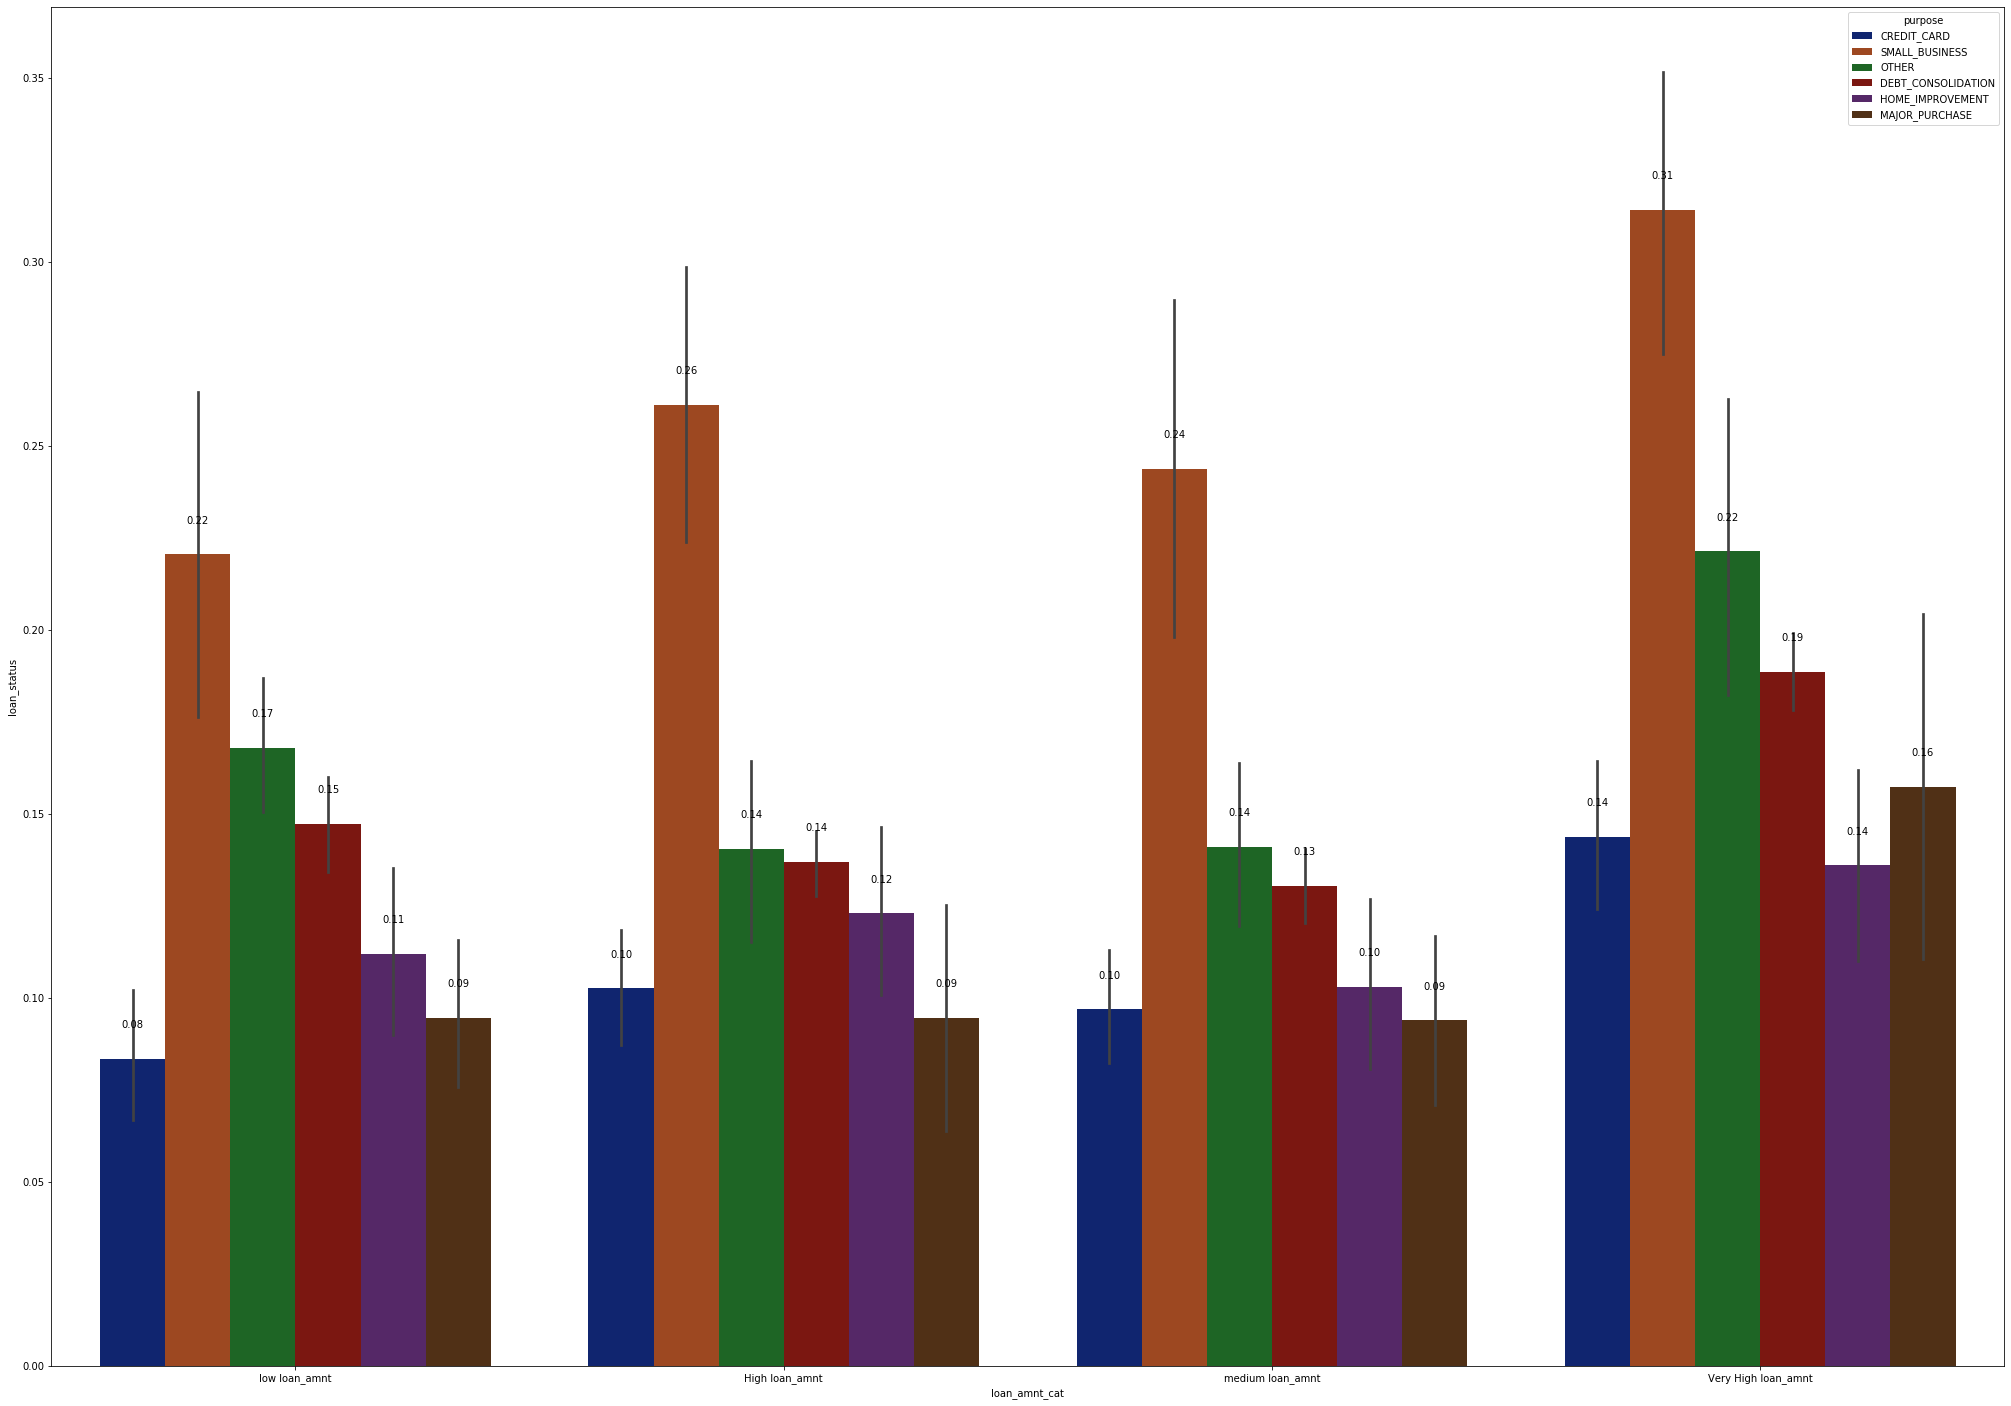 purpose
CREDIT_CARD
SMALL_BUSINESS
OTHER
DEBT_CONSOLIDATION
HOME_IMPROVEMENT
MAJOR_PURCHASE
0.35
0.30
0.25
0.20
0.15
0.10
0.05
0.00
loan_status
0.08
0.22
0.17
0.15
0.11
0.09
0.10
0.26
0.14
0.14
0.12
0.09
0.10
0.24
0.14
0.13
0.10
0.09
0.14
0.31
0.22
0.19
0.14
0.16
low loan_amnt
High loan_amnt
medium loan_amnt
Very High loan_amnt
loan_amnt_cat